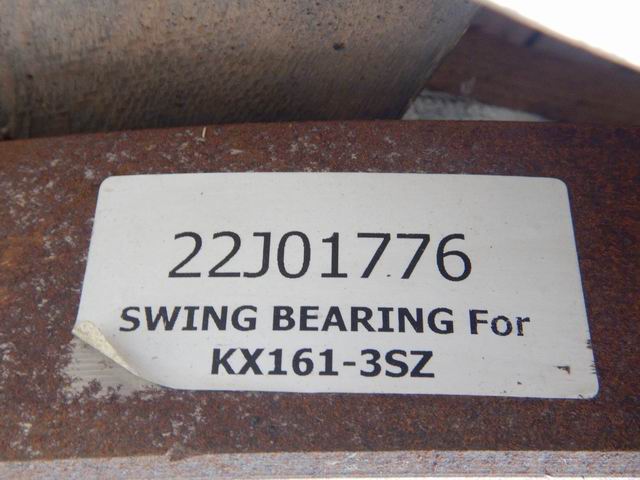 22J01776
SWING BEARING For
KX161-3SZ